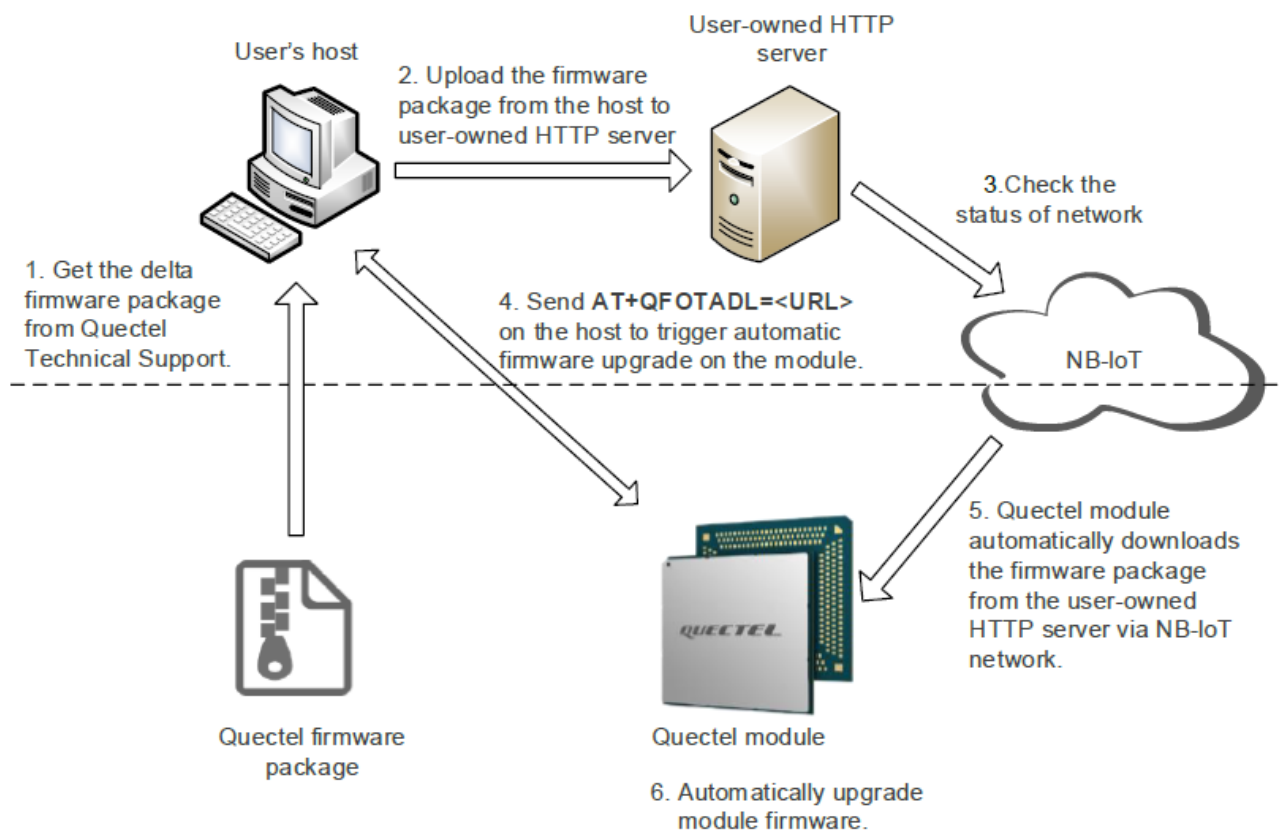 User's host
User-owned HTTP
server
2. Upload the firmware
package from the host to
user-owned HTTP server
3.Check the
status of network
1. Get the delta
firmware package
from Quectel
Technical Support.
4. Send AT+QFOTADL=<URL>
on the host to trigger automatic
firmware upgrade on the module.
NB-IoT
5. Quectel module
automatically downloads
the firmware package
from the user-owned
HTTP server via NB-IoT
network.
QUECTEL
Quectel firmware
package
Quectel module
6. Automatically upgrade
module firmware.